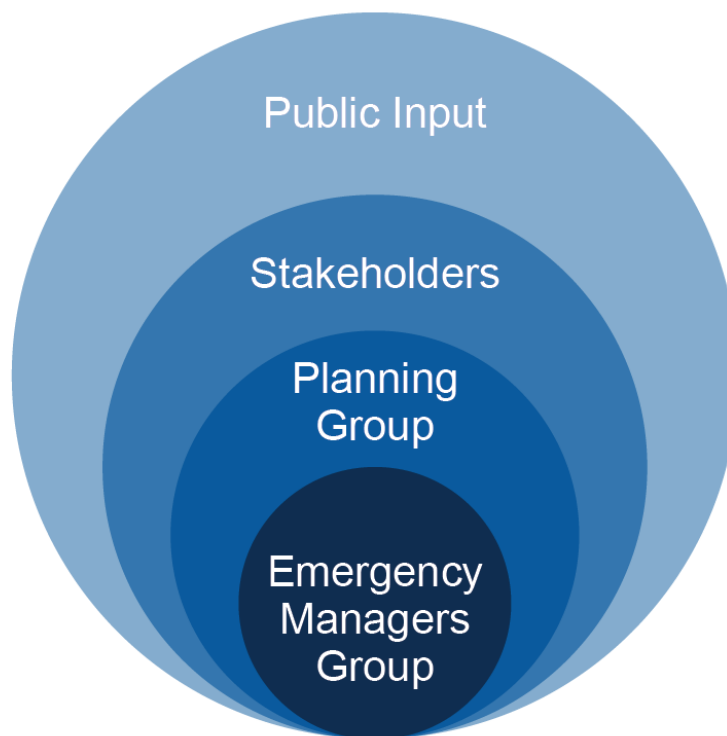 Public Input
Stakeholders
Planning
Group
Emergency
Managers
Group